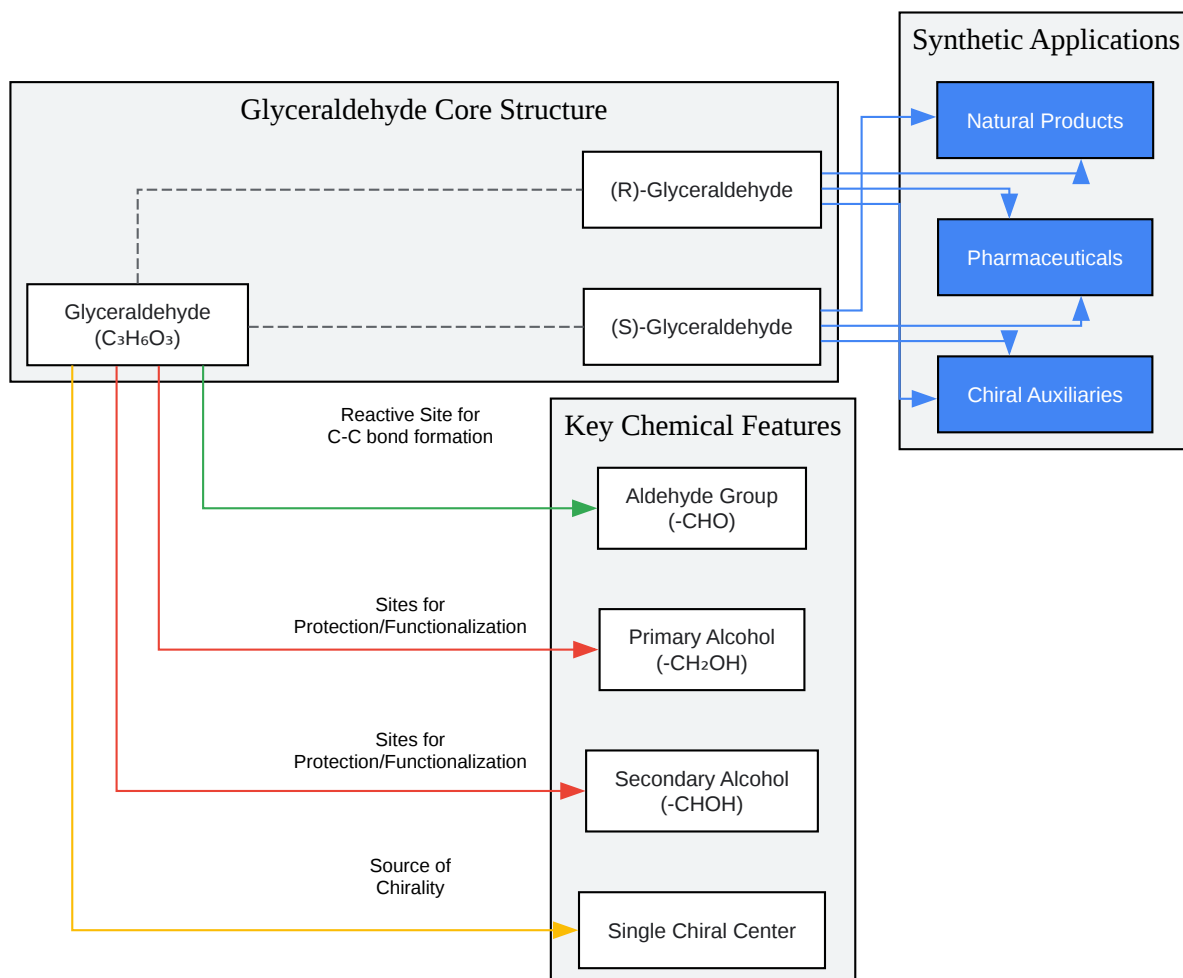 Synthetic Applications
Natural Products
Pharmaceuticals
Chiral Auxiliaries
Glyceraldehyde Core Structure
(R)-Glyceraldehyde
Glyceraldehyde
(C₃H₆O₃)
(S)-Glyceraldehyde
Reactive Site for
C-C bond formation
Key Chemical Features
Aldehyde Group
(-CHO)
Sites for
Protection/Functionalization
Primary Alcohol
(-CH₂OH)
Sites for
Protection/Functionalization
Secondary Alcohol
(-CHOH)
Source of
Chirality
Single Chiral Center